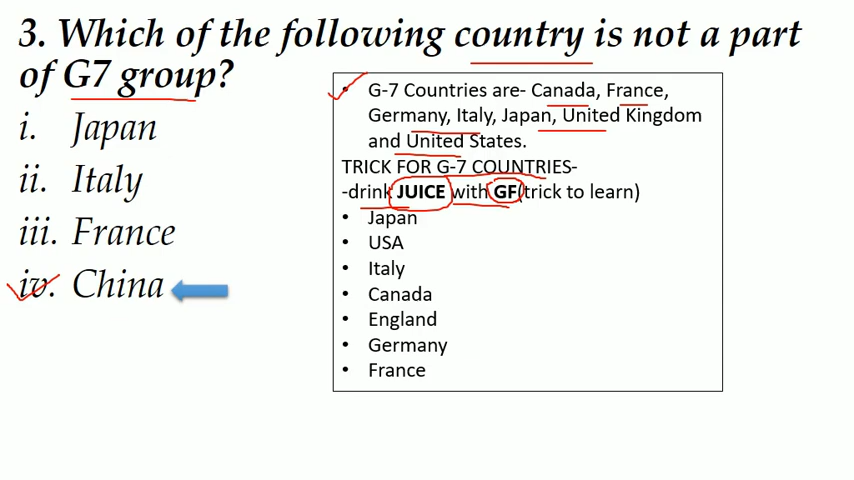 3. Which of the following country is not a part
of G7 group?
i. Japan
ii. Italy
iii. France
iv. China
• G-7 Countries are- Canada, France,
Germany, Italy, Japan, United Kingdom
and United States.
TRICK FOR G-7 COUNTRIES-
-drink JUICE with GF(trick to learn)
• Japan
• USA
• Italy
• Canada
• England
• Germany
• France